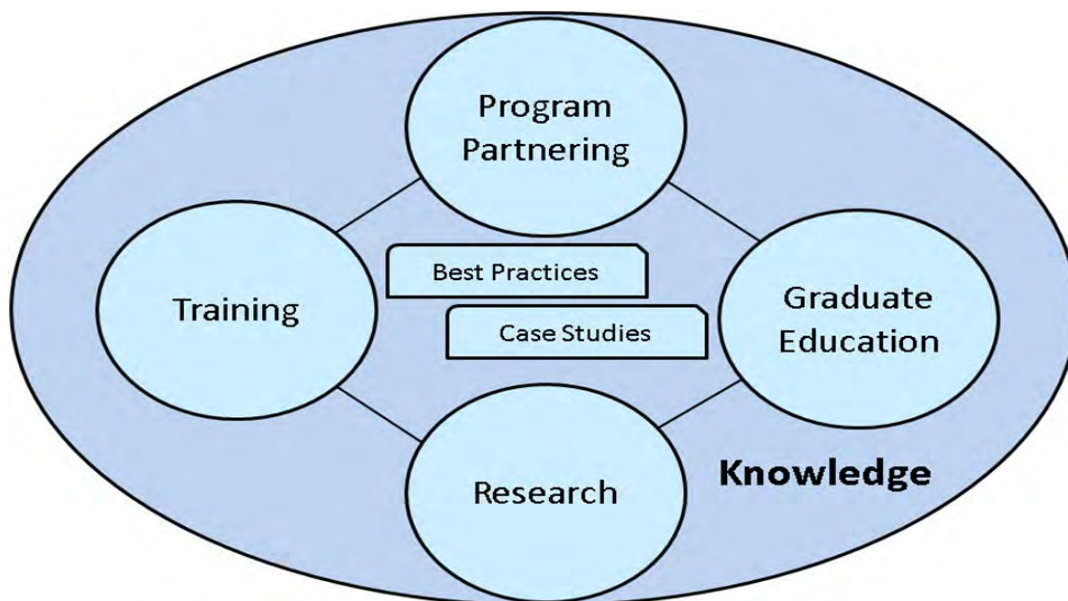 Program
Partnering
Best Practices
Training
Graduate
Education
Case Studies
Knowledge
Research